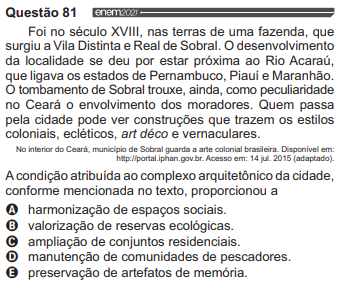 Questão 81 enem2021
Foi no século XVIII, nas terras de uma fazenda, que
surgiu a Vila Distinta e Real de Sobral. O desenvolvimento
da localidade se deu por estar próxima ao Rio Acaraú,
que ligava os estados de Pernambuco, Piauí e Maranhão.
O tombamento de Sobral trouxe, ainda, como peculiaridade
no Ceará o envolvimento dos moradores. Quem passa
pela cidade pode ver construções que trazem os estilos
coloniais, ecléticos, art déco e vernaculares.
No interior do Ceará, município de Sobral guarda a arte colonial brasileira. Disponível em:
http://portal.iphan.gov.br. Acesso em: 14 jul. 2015 (adaptado).
A condição atribuída ao complexo arquitetônico da cidade,
conforme mencionada no texto, proporcionou a
A harmonização de espaços sociais.
B valorização de reservas ecológicas.
C ampliação de conjuntos residenciais.
D manutenção de comunidades de pescadores.
E preservação de artefatos de memória.